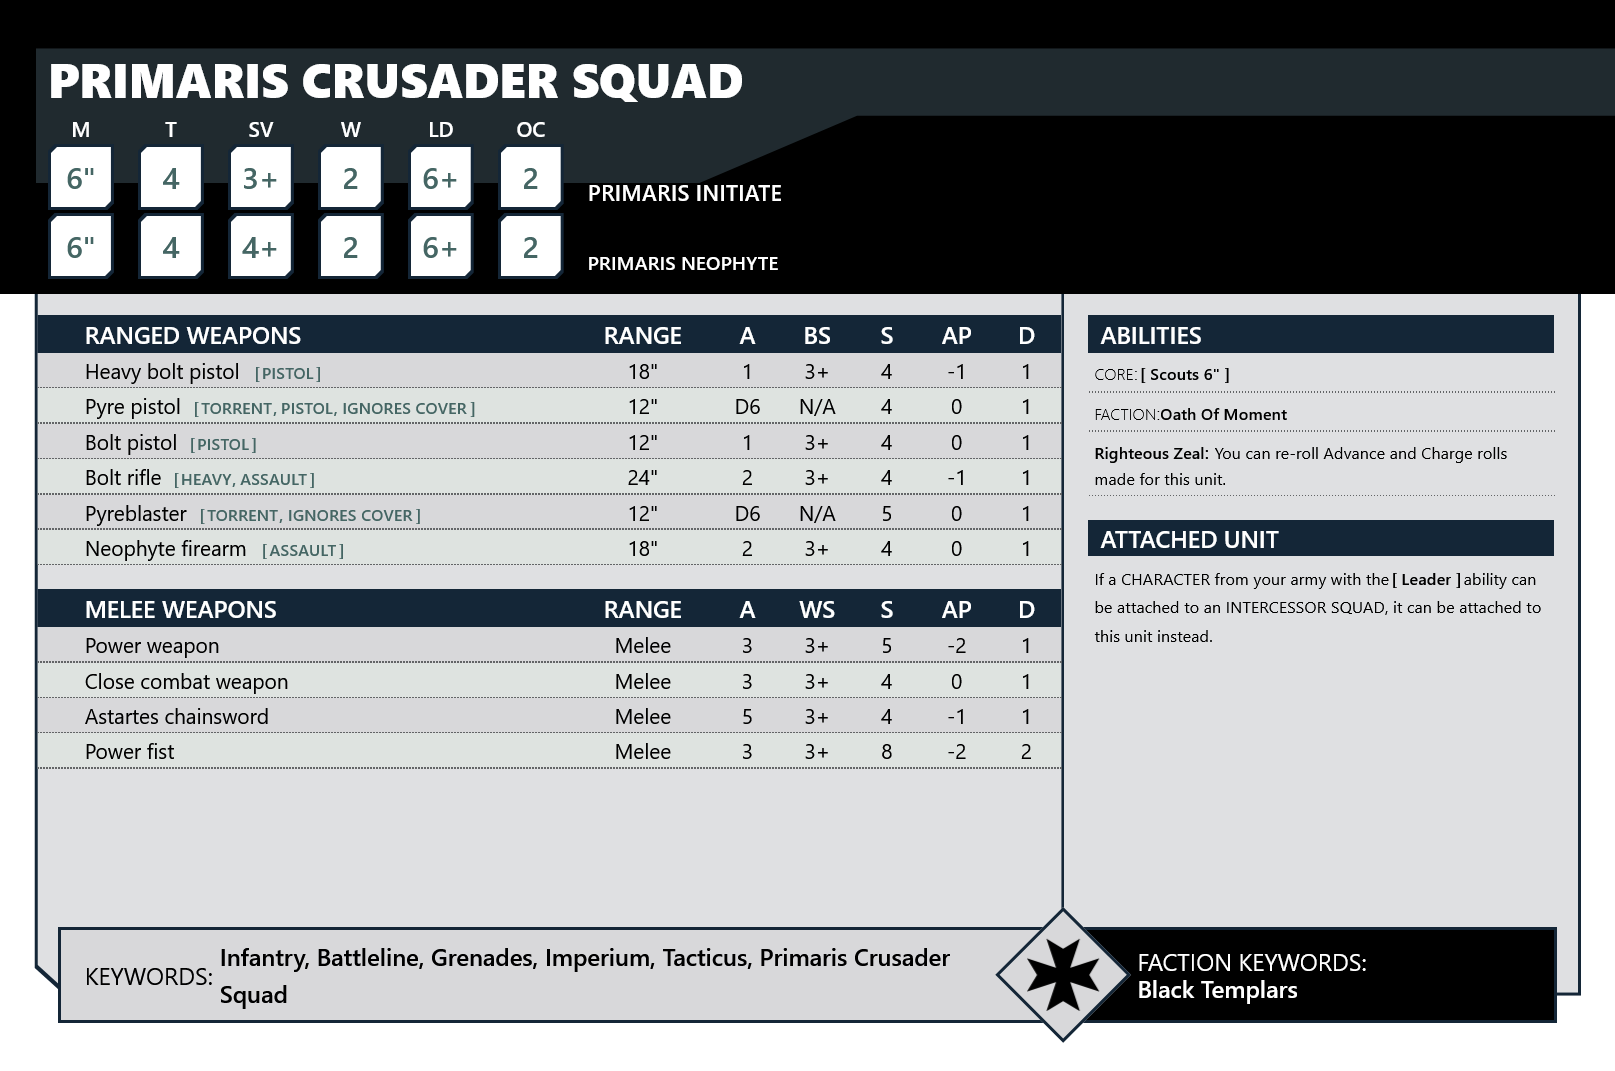 PRIMARIS CRUSADER SQUAD
M T SV W LD OC
6" 4 3+ 2 6+ 2 PRIMARIS INITIATE
6" 4 4+ 2 6+ 2 PRIMARIS NEOPHYTE
RANGED WEAPONS RANGE A BS S AP D
Heavy bolt pistol [PISTOL] 18" 1 3+ 4 -1 1
Pyre pistol [TORRENT, PISTOL, IGNORES COVER] 12" D6 N/A 4 0 1
Bolt pistol [PISTOL] 12" 1 3+ 4 0 1
Bolt rifle [HEAVY, ASSAULT] 24" 2 3+ 4 -1 1
Pyreblaster [TORRENT, IGNORES COVER] 12" D6 N/A 5 0 1
Neophyte firearm [ASSAULT] 18" 2 3+ 4 0 1
MELEE WEAPONS RANGE A WS S AP D
Power weapon Melee 3 3+ 5 -2 1
Close combat weapon Melee 3 3+ 4 0 1
Astartes chainsword Melee 5 3+ 4 -1 1
Power fist Melee 3 3+ 8 -2 2
ABILITIES
CORE: [ Scouts 6" ]
FACTION:Oath Of Moment
Righteous Zeal: You can re-roll Advance and Charge rolls
made for this unit.
ATTACHED UNIT
If a CHARACTER from your army with the [ Leader ] ability can
be attached to an INTERCESSOR SQUAD, it can be attached to
this unit instead.
KEYWORDS: Infantry, Battleline, Grenades, Imperium, Tacticus, Primaris Crusader
Squad
FACTION KEYWORDS:
Black Templars